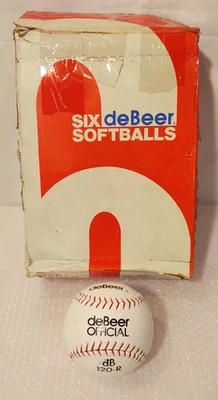 SIX deBeer
SOFTBALLS
deBeer
deBeer
OFFICIAL
dB
120-R